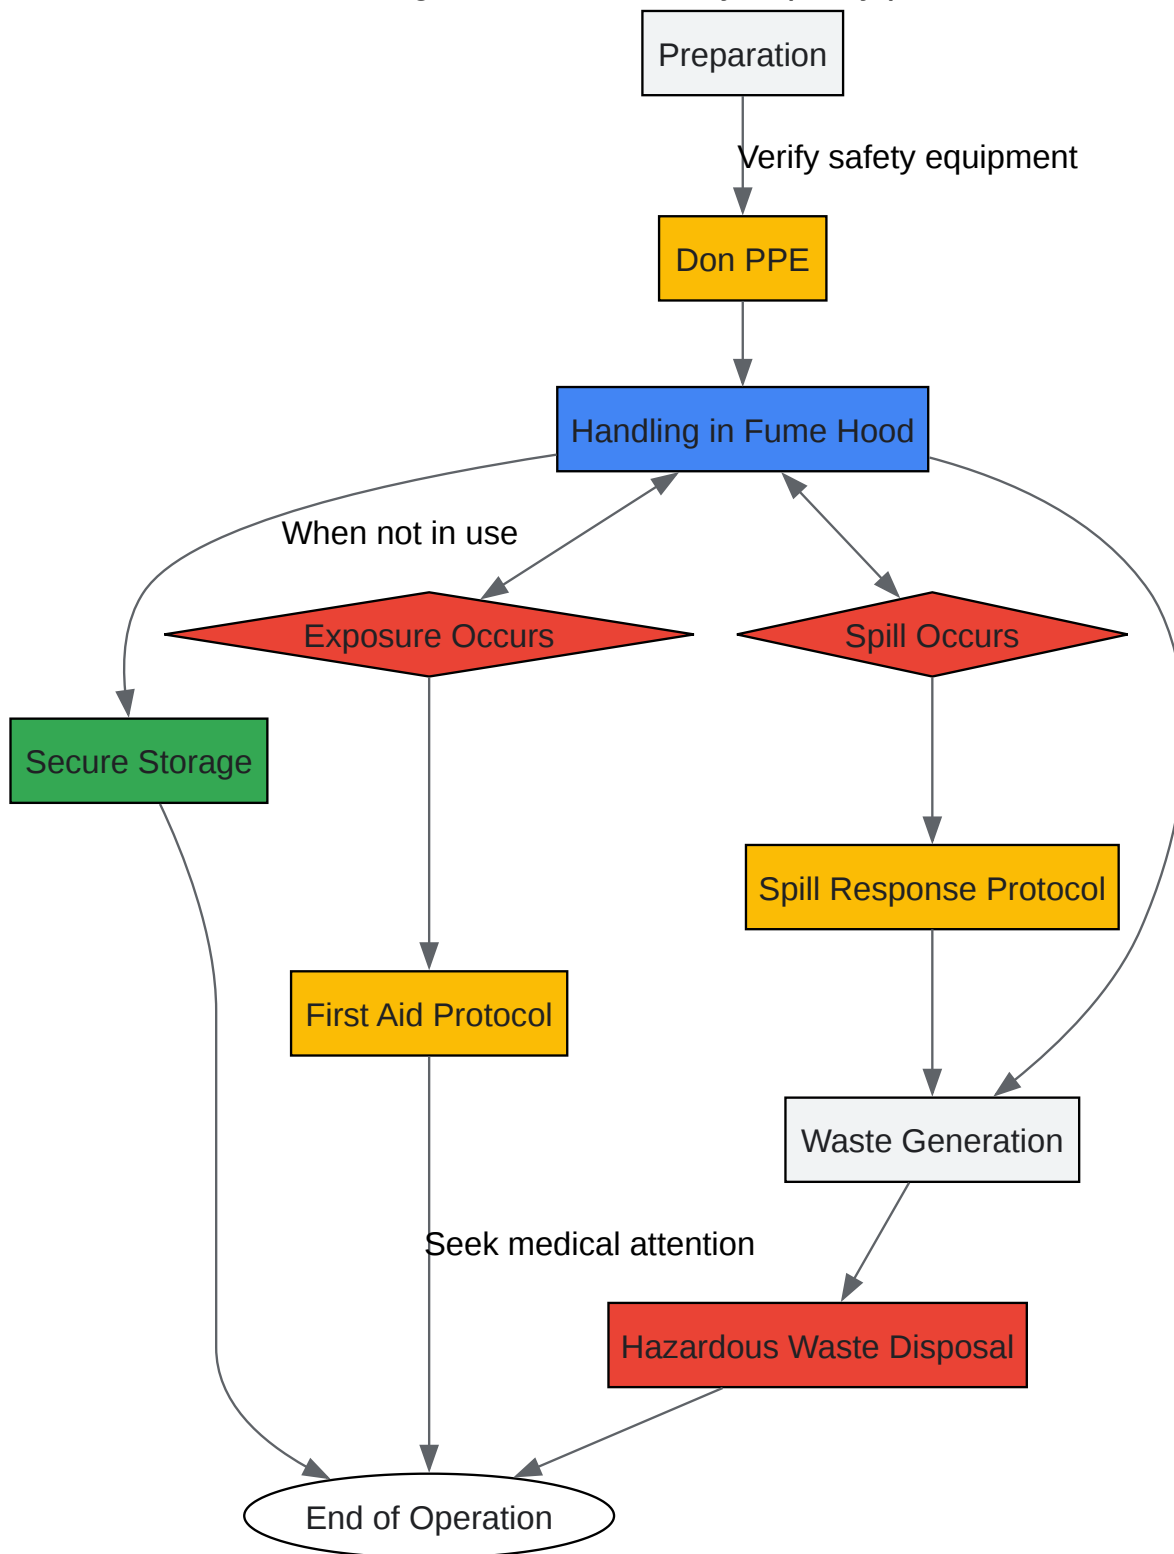 Preparation
Verify safety equipment
Don PPE
Handling in Fume Hood
When not in use
Exposure Occurs
Spill Occurs
Secure Storage
Spill Response Protocol
First Aid Protocol
Waste Generation
Seek medical attention
Hazardous Waste Disposal
End of Operation